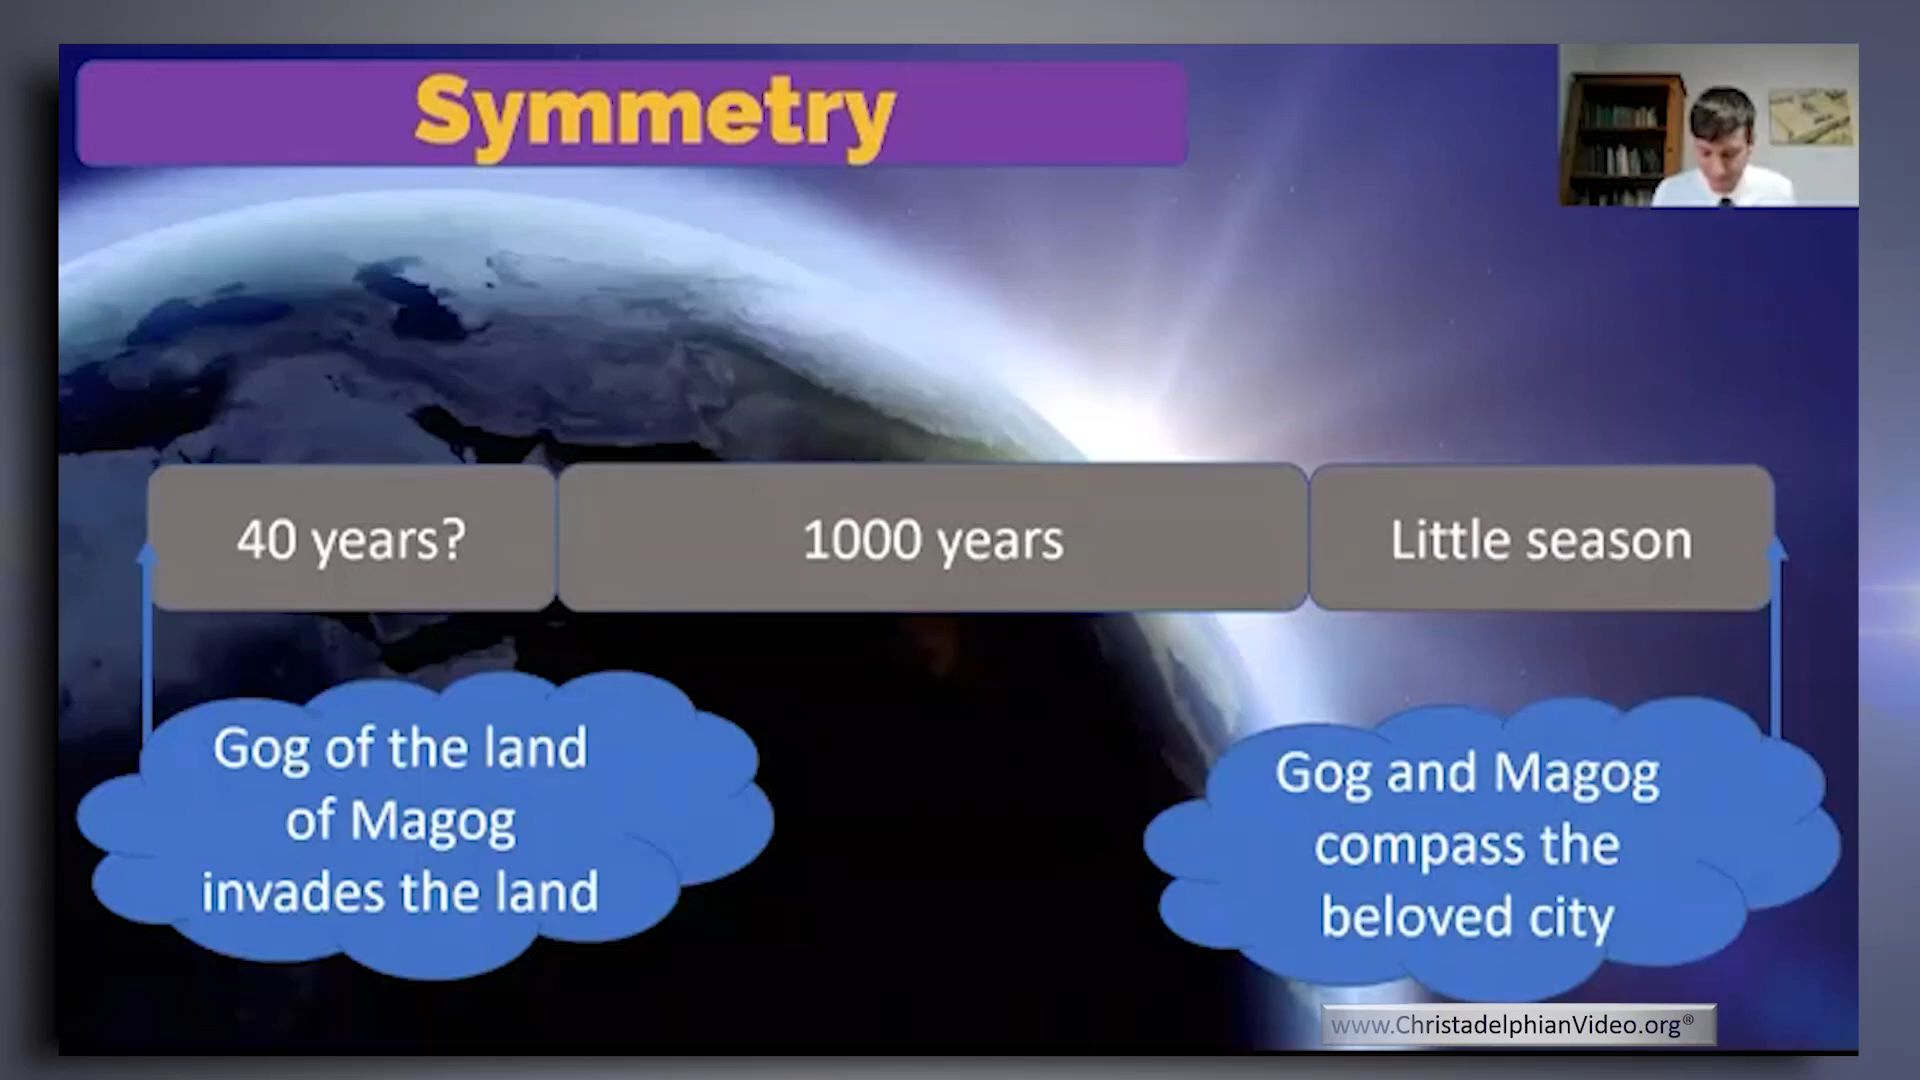 Symmetry
40 years?
1000 years
Little season
Gog of the land
of Magog
invades the land
Gog and Magog
compass the
beloved city
www.ChristadelphianVideo.org®